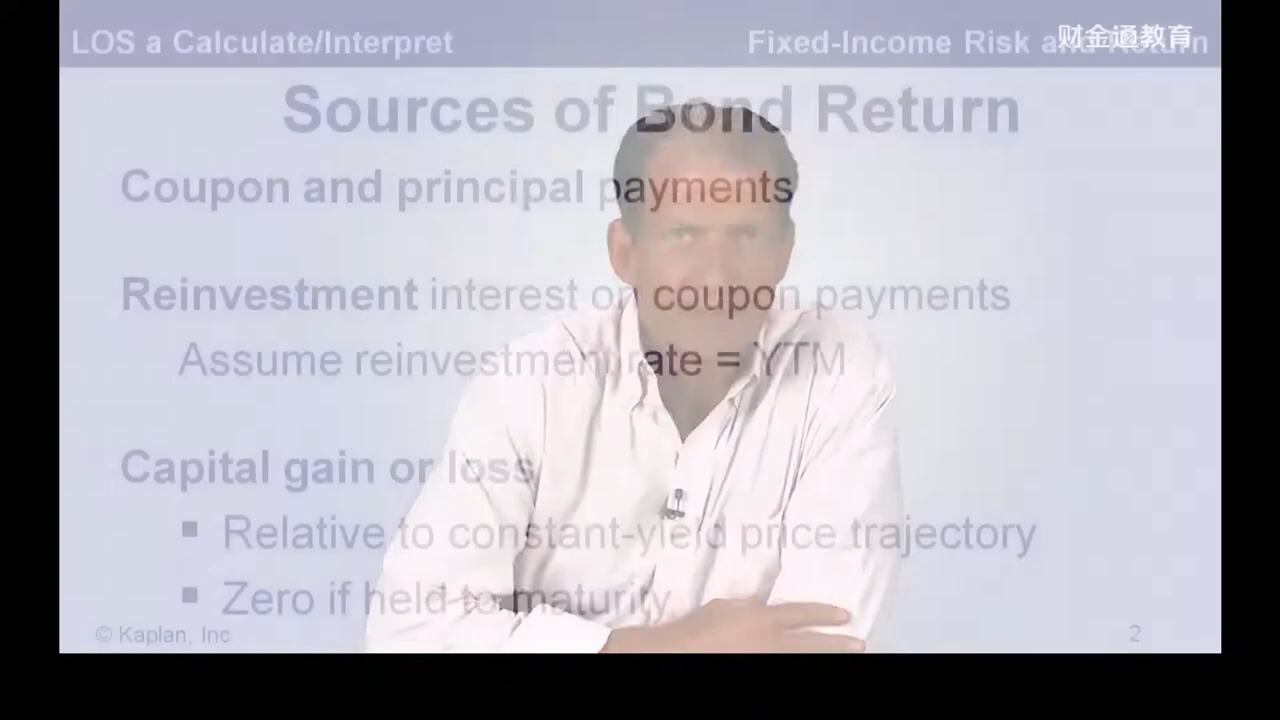 LOS a Calculate/Interpret
Fixed-Income Risk and Return
财金通教育
Sources of Bond Return
Coupon and principal payments
Reinvestment interest on coupon payments
Assume reinvestment rate = YTM
Capital gain or loss
▪ Relative to constant-yield price trajectory
▪ Zero if held to maturity
© Kaplan, Inc
2